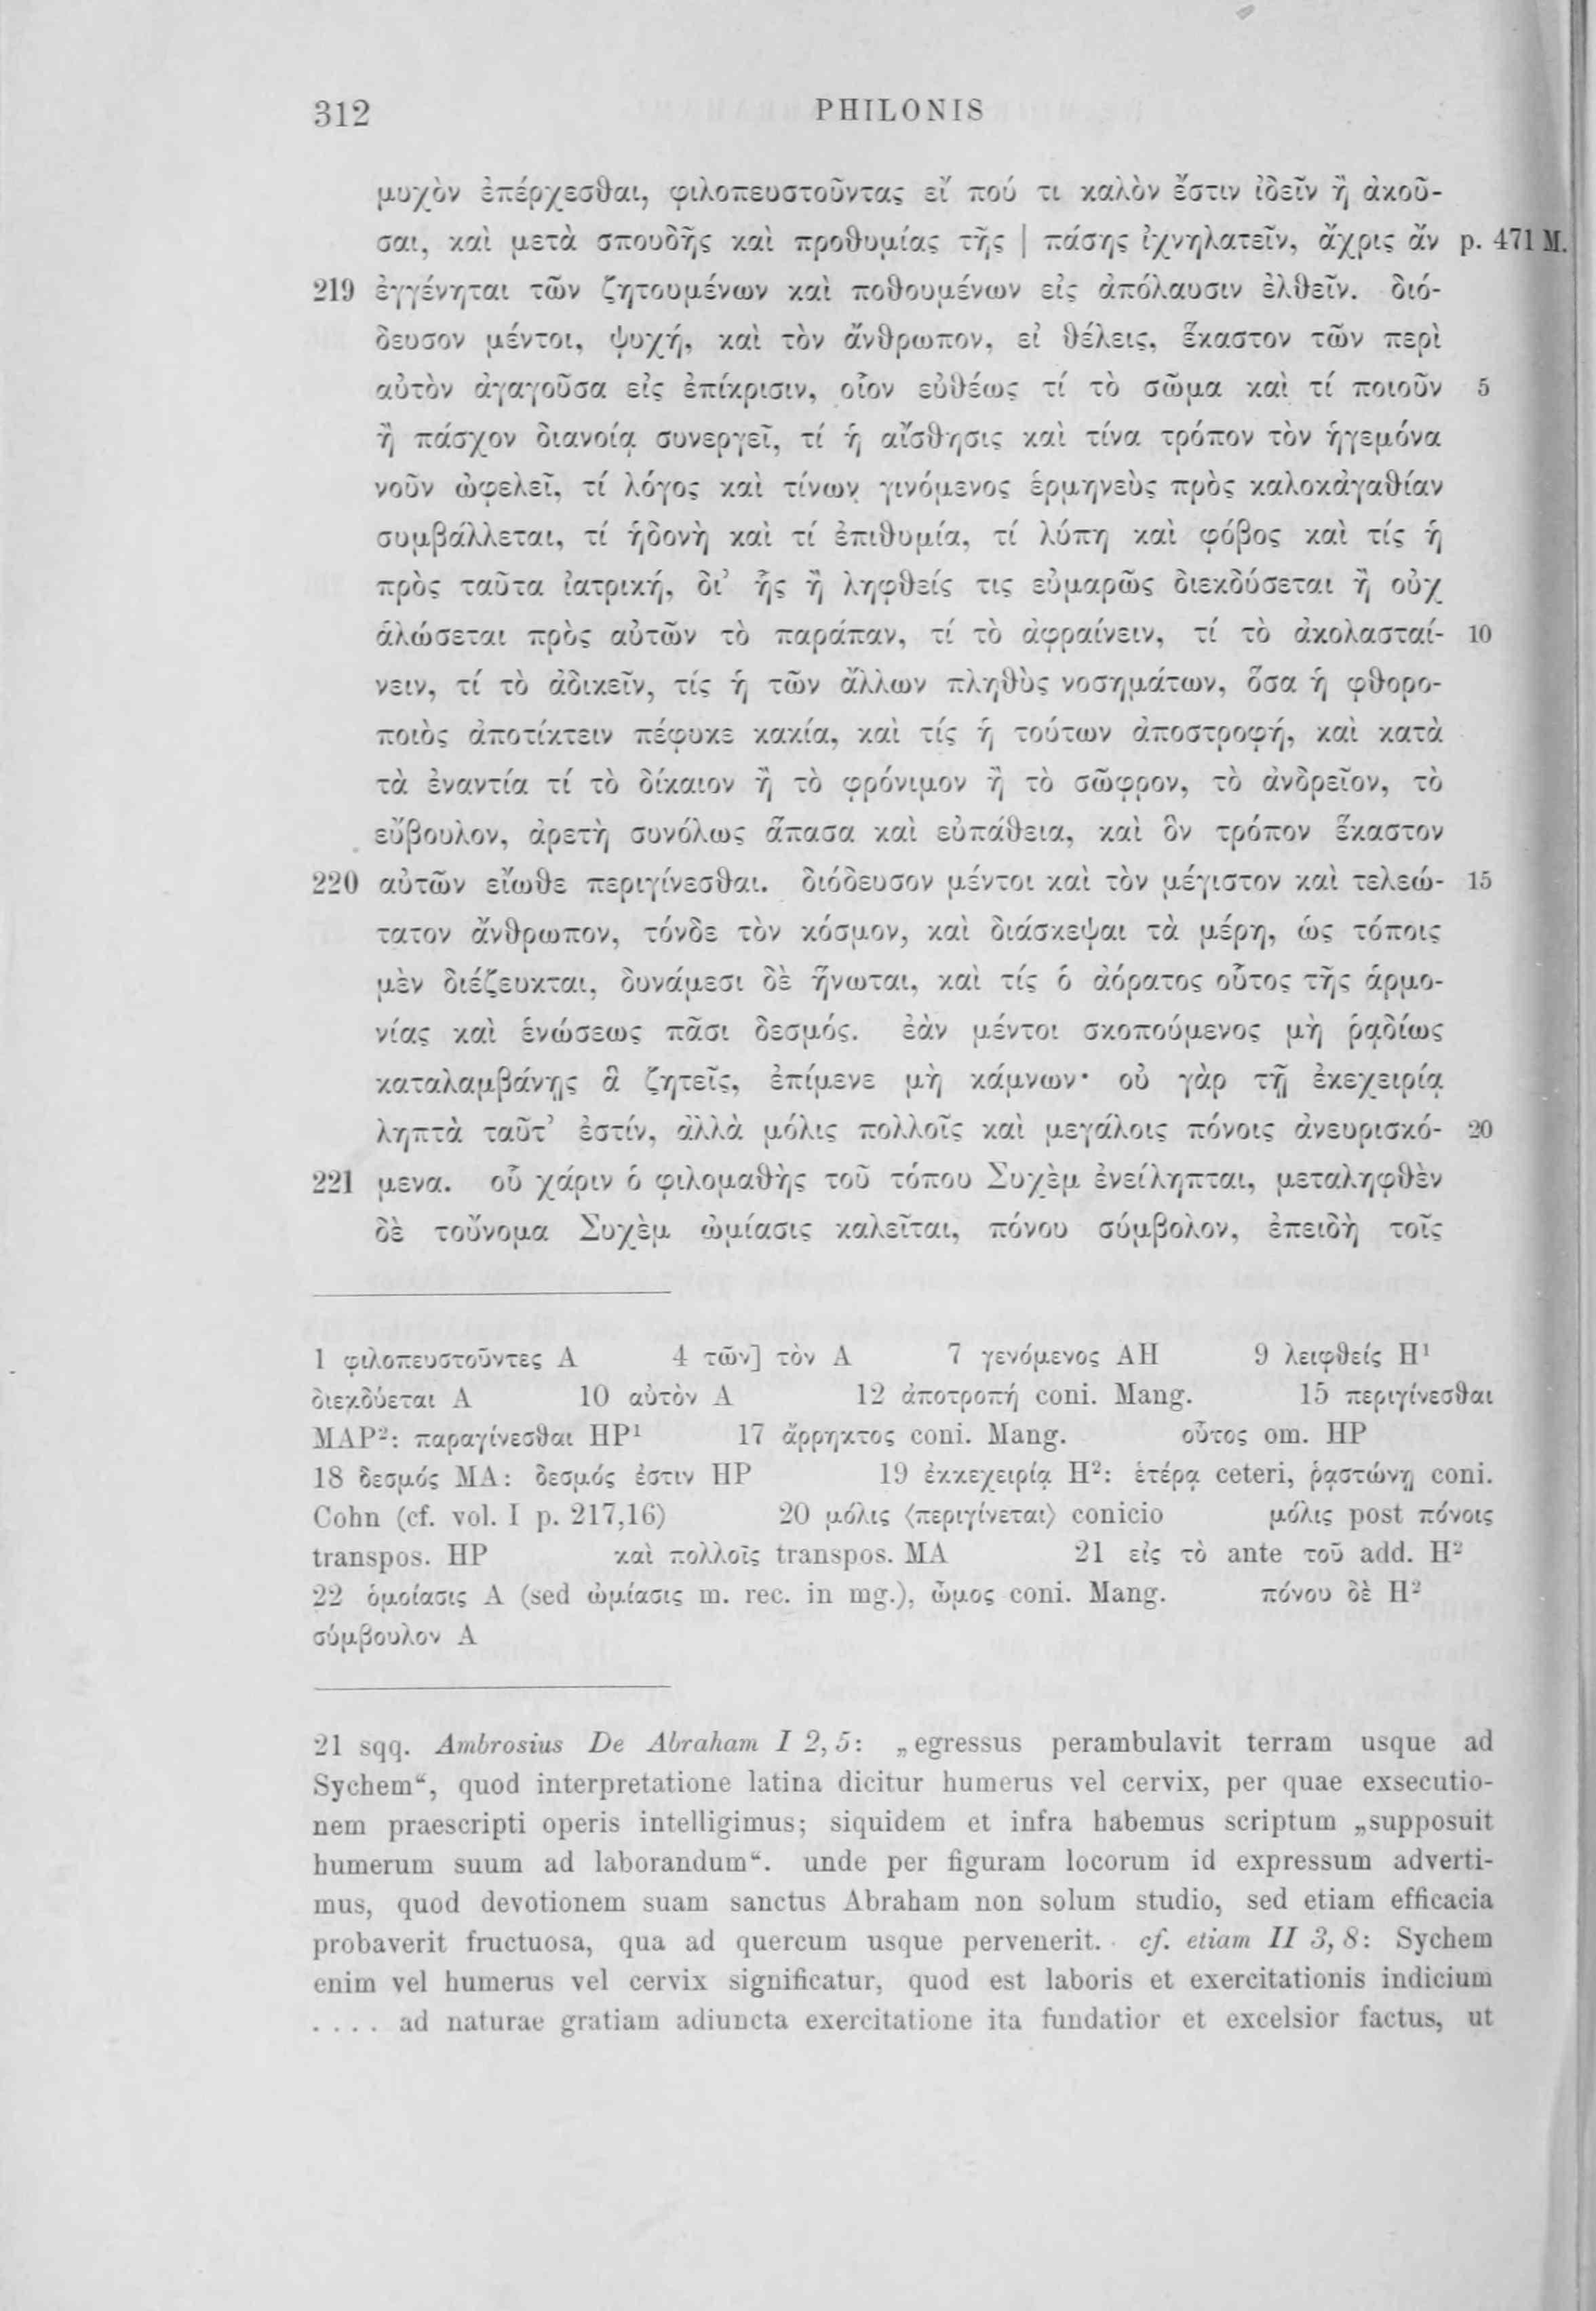 312 PHILONIS
μυχὸν ἐπέρχεσθαι, φιλοπευστοῦντας εἴ πού τι καλὸν ἔστιν ἰδεῖν ἢ ἀκοῦ-
σαι, καὶ μετὰ σπουδῆς καὶ προθυμίας τῆς | πάσης ἰχνηλατεῖν, ἄχρις ἂν p. 471 M.
219 ἐγγένηται τῶν ζητουμένων καὶ ποθουμένων εἰς ἀπόλαυσιν ἐλθεῖν. διό-
δευσον μέντοι, ψυχή, καὶ τὸν ἄνθρωπον, εἰ θέλεις, ἕκαστον τῶν περὶ
αὐτὸν ἀγαγοῦσα εἰς ἐπίκρισιν, οἷον εὐθέως τί τὸ σῶμα καὶ τί ποιοῦν 5
ἢ πάσχον διανοίᾳ συνεργεῖ, τί ἡ αἴσθησις καὶ τίνα τρόπον τὸν ἡγεμόνα
νοῦν ὠφελεῖ, τί λόγος καὶ τίνων γινόμενος ἑρμηνεὺς πρὸς καλοκἀγαθίαν
συμβάλλεται, τί ἡδονὴ καὶ τί ἐπιθυμία, τί λύπη καὶ φόβος καὶ τίς ἡ
πρὸς ταῦτα ἰατρική, δι’ ἧς ἢ ληφθείς τις εὐμαρῶς διεκδύσεται ἢ οὐχ
ἁλώσεται πρὸς αὐτῶν τὸ παράπαν, τί τὸ ἀφραίνειν, τί τὸ ἀκολασταί- 10
νειν, τί τὸ ἀδικεῖν, τίς ἡ τῶν ἄλλων πληθὺς νοσημάτων, ὅσα ἡ φθορο-
ποιὸς ἀποτίκτειν πέφυκε κακία, καὶ τίς ἡ τούτων ἀποστροφή, καὶ κατὰ
τὰ ἐναντία τί τὸ δίκαιον ἢ τὸ φρόνιμον ἢ τὸ σῶφρον, τὸ ἀνδρεῖον, τὸ
εὔβουλον, ἀρετὴ συνόλως ἅπασα καὶ εὐπάθεια, καὶ ὃν τρόπον ἕκαστον
220 αὐτῶν εἴωθε περιγίνεσθαι. διόδευσον μέντοι καὶ τὸν μέγιστον καὶ τελεώ- 15
τατον ἄνθρωπον, τόνδε τὸν κόσμον, καὶ διάσκεψαι τὰ μέρη, ὡς τόποις
μὲν διέζευκται, δυνάμεσι δὲ ἥνωται, καὶ τίς ὁ ἀόρατος οὗτος τῆς ἁρμο-
νίας καὶ ἑνώσεως πᾶσι δεσμός. ἐὰν μέντοι σκοπούμενος μὴ ῥᾳδίως
καταλαμβάνῃς ἃ ζητεῖς, ἐπίμενε μὴ κάμνων· οὐ γὰρ τῇ ἐκεχειρίᾳ
ληπτὰ ταῦτ’ ἐστίν, ἀλλὰ μόλις πολλοῖς καὶ μεγάλοις πόνοις ἀνευρισκό- 20
221 μενα. οὗ χάριν ὁ φιλομαθὴς τοῦ τόπου Συχὲμ ἐνείληπται, μεταληφθὲν
δὲ τοὔνομα Συχὲμ ὠμίασις καλεῖται, πόνου σύμβολον, ἐπειδὴ τοῖς
1 φιλοπευστοῦντες A 4 τῶν] τὸν A 7 γενόμενος AH 9 λειφθείς H¹
διεκδύεται A 10 αὐτὸν A 12 ἀποτροπή coni. Mang. 15 περιγίνεσθαι
MAP²: παραγίνεσθαι HP¹ 17 ἄρρηκτος coni. Mang. οὗτος om. HP
18 δεσμός MA: δεσμός ἐστιν HP 19 ἐκκεχειρίᾳ H²: ἑτέρᾳ ceteri, ῥᾳστώνῃ coni.
Cohn (cf. vol. I p. 217,16) 20 μόλις ⟨περιγίνεται⟩ conicio μόλις post πόνοις
transpos. HP καὶ πολλοῖς transpos. MA 21 εἰς τὸ ante τοῦ add. H²
22 ὁμοίασις A (sed ὠμίασις m. rec. in mg.), ὦμος coni. Mang. πόνου δὲ H²
σύμβουλον A
21 sqq. Ambrosius De Abraham I 2, 5: „egressus perambulavit terram usque ad
Sychem“, quod interpretatione latina dicitur humerus vel cervix, per quae exsecutio-
nem praescripti operis intelligimus; siquidem et infra habemus scriptum „supposuit
humerum suum ad laborandum“. unde per figuram locorum id expressum adverti-
mus, quod devotionem suam sanctus Abraham non solum studio, sed etiam efficacia
probaverit fructuosa, qua ad quercum usque pervenerit. cf. etiam II 3, 8: Sychem
enim vel humerus vel cervix significatur, quod est laboris et exercitationis indicium
.... ad naturae gratiam adiuncta exercitatione ita fundatior et excelsior factus, ut